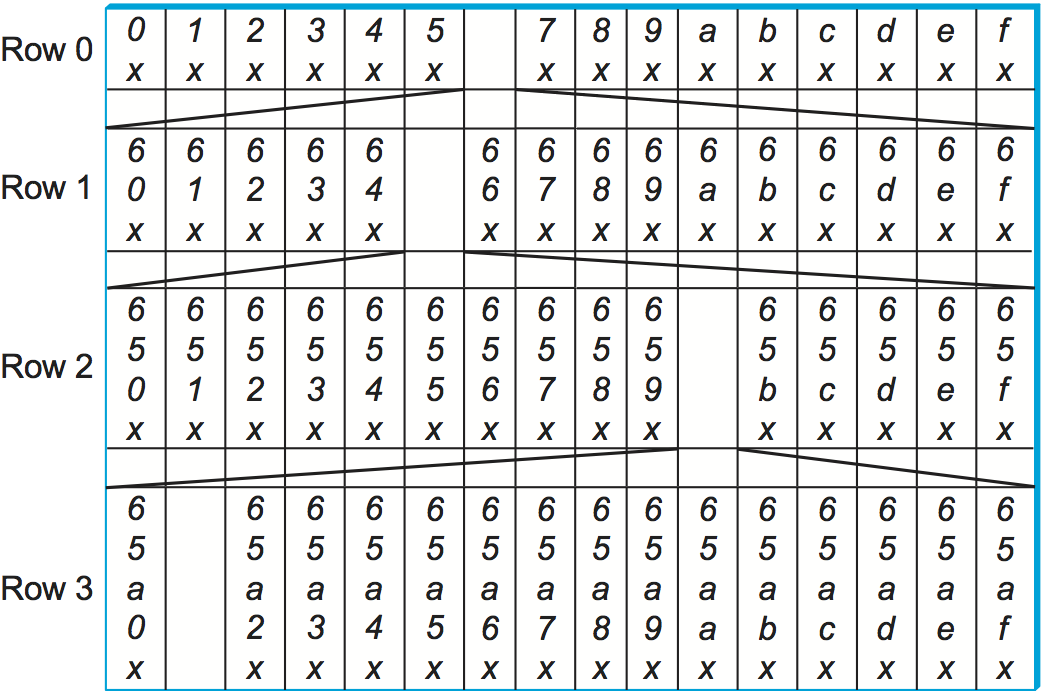 Row 0
0 1 2 3 4 5 7 8 9 a b c d e f
x x x x x x x x x x x x x x x
Row 1
6 6 6 6 6 6 6 6 6 6 6 6 6 6 6
0 1 2 3 4 6 7 8 9 a b c d e f
x x x x x x x x x x x x x x x
Row 2
6 6 6 6 6 6 6 6 6 6 6 6 6 6 6
5 5 5 5 5 5 5 5 5 5 5 5 5 5 5
0 1 2 3 4 5 6 7 8 9 b c d e f
x x x x x x x x x x x x x x x
Row 3
6 6 6 6 6 6 6 6 6 6 6 6 6 6 6
5 5 5 5 5 5 5 5 5 5 5 5 5 5 5
a a a a a a a a a a a a a a a
0 2 3 4 5 6 7 8 9 a b c d e f
x x x x x x x x x x x x x x x